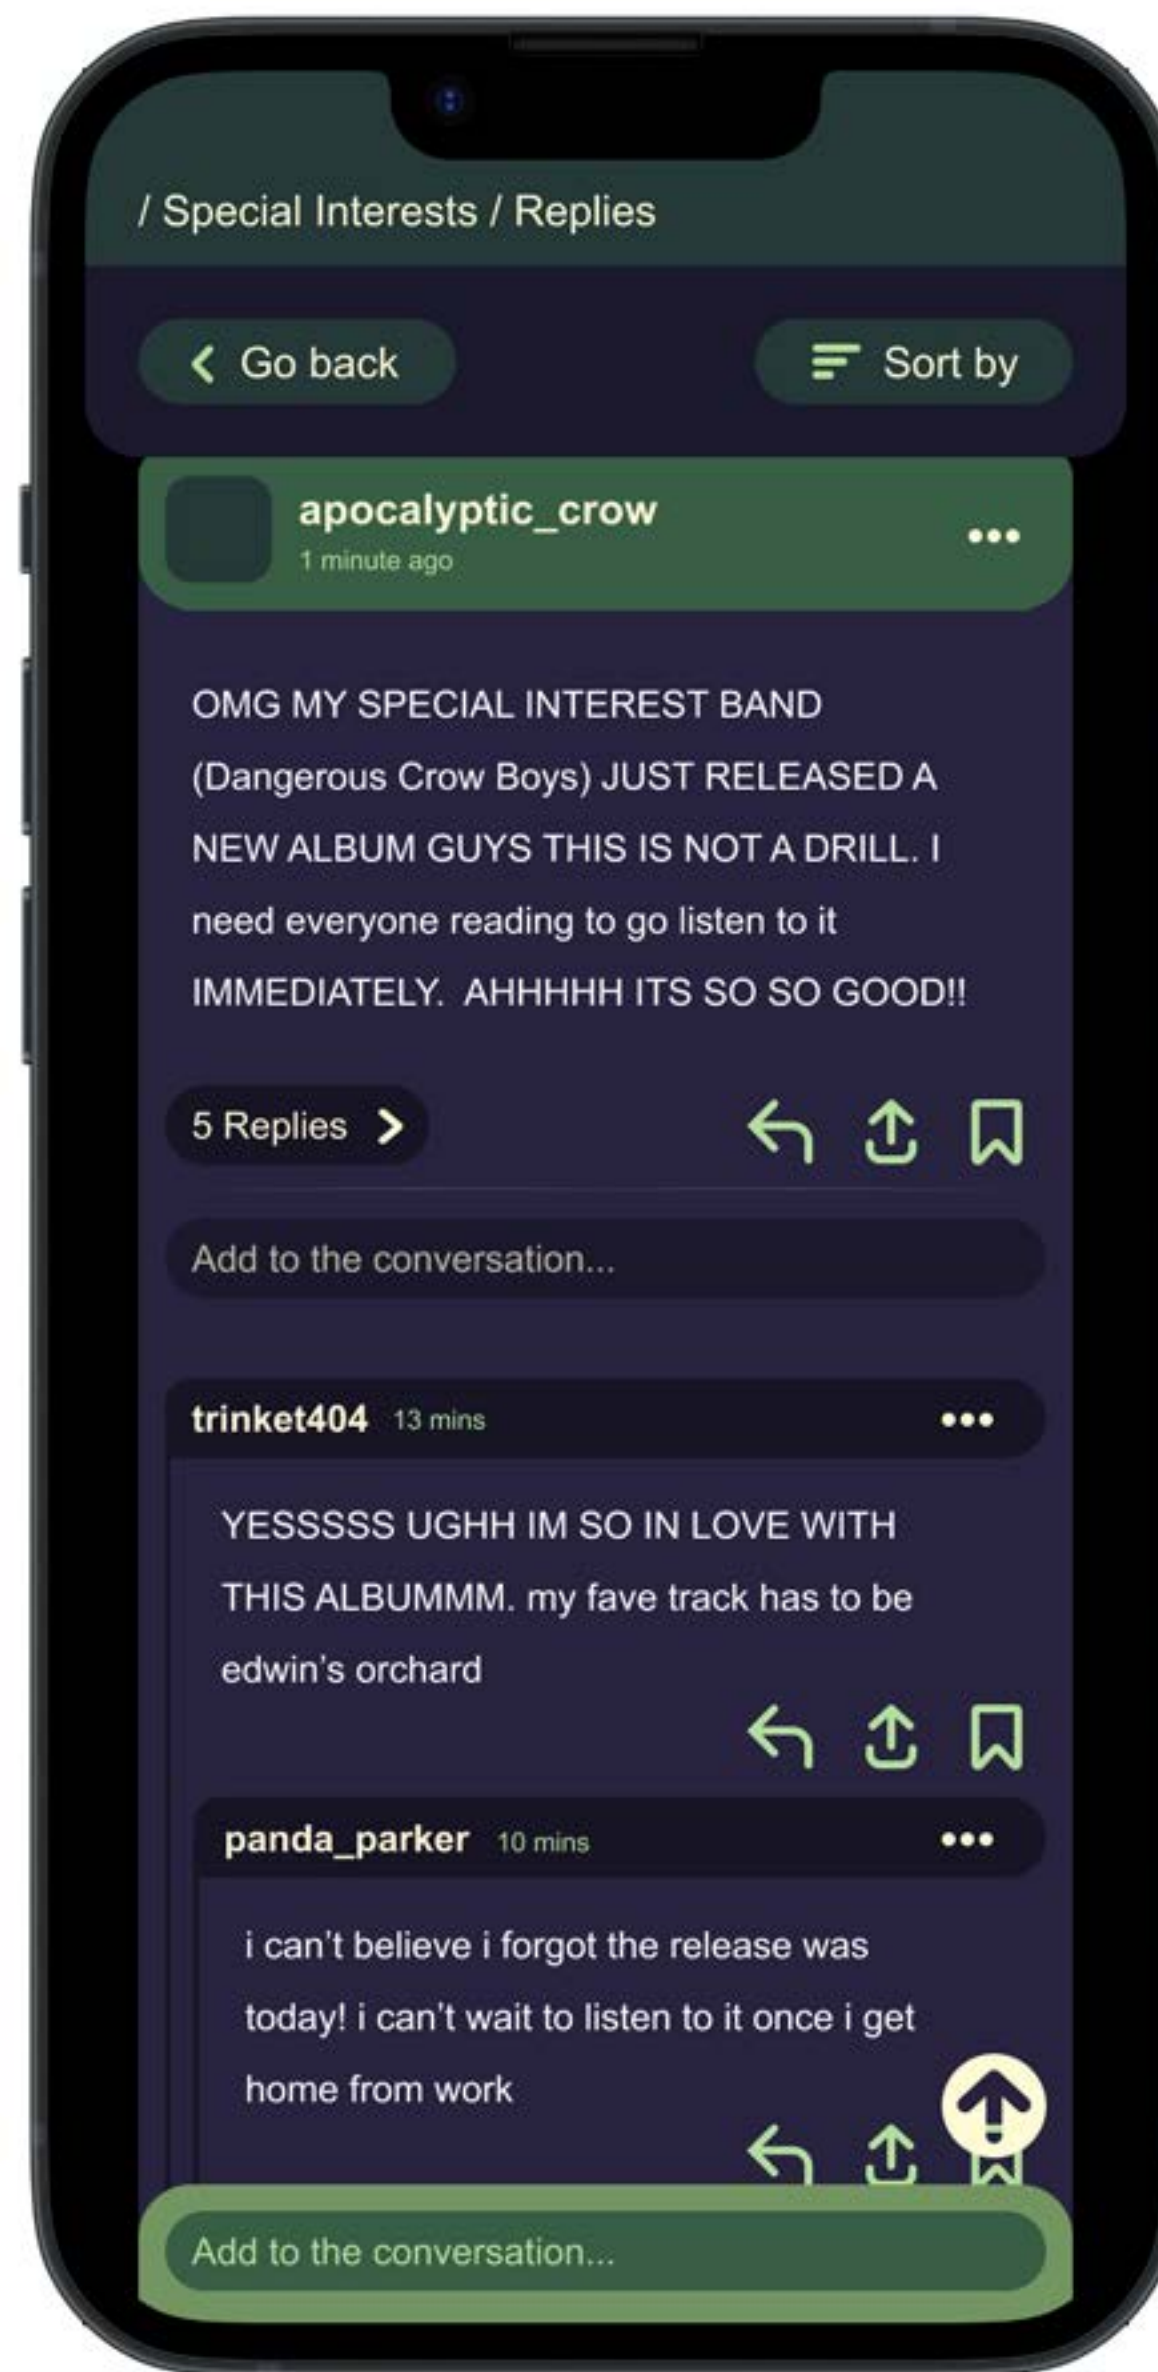 / Special Interests / Replies
Go back
Sort by
apocalyptic_crow
1 minute ago
OMG MY SPECIAL INTEREST BAND
(Dangerous Crow Boys) JUST RELEASED A
NEW ALBUM GUYS THIS IS NOT A DRILL. I
need everyone reading to go listen to it
IMMEDIATELY.  AHHHHH ITS SO SO GOOD!!
5 Replies
Add to the conversation...
trinket404 13 mins
YESSSSS UGHH IM SO IN LOVE WITH
THIS ALBUMMM. my fave track has to be
edwin’s orchard
panda_parker 10 mins
i can’t believe i forgot the release was
today! i can’t wait to listen to it once i get
home from work
Add to the conversation...